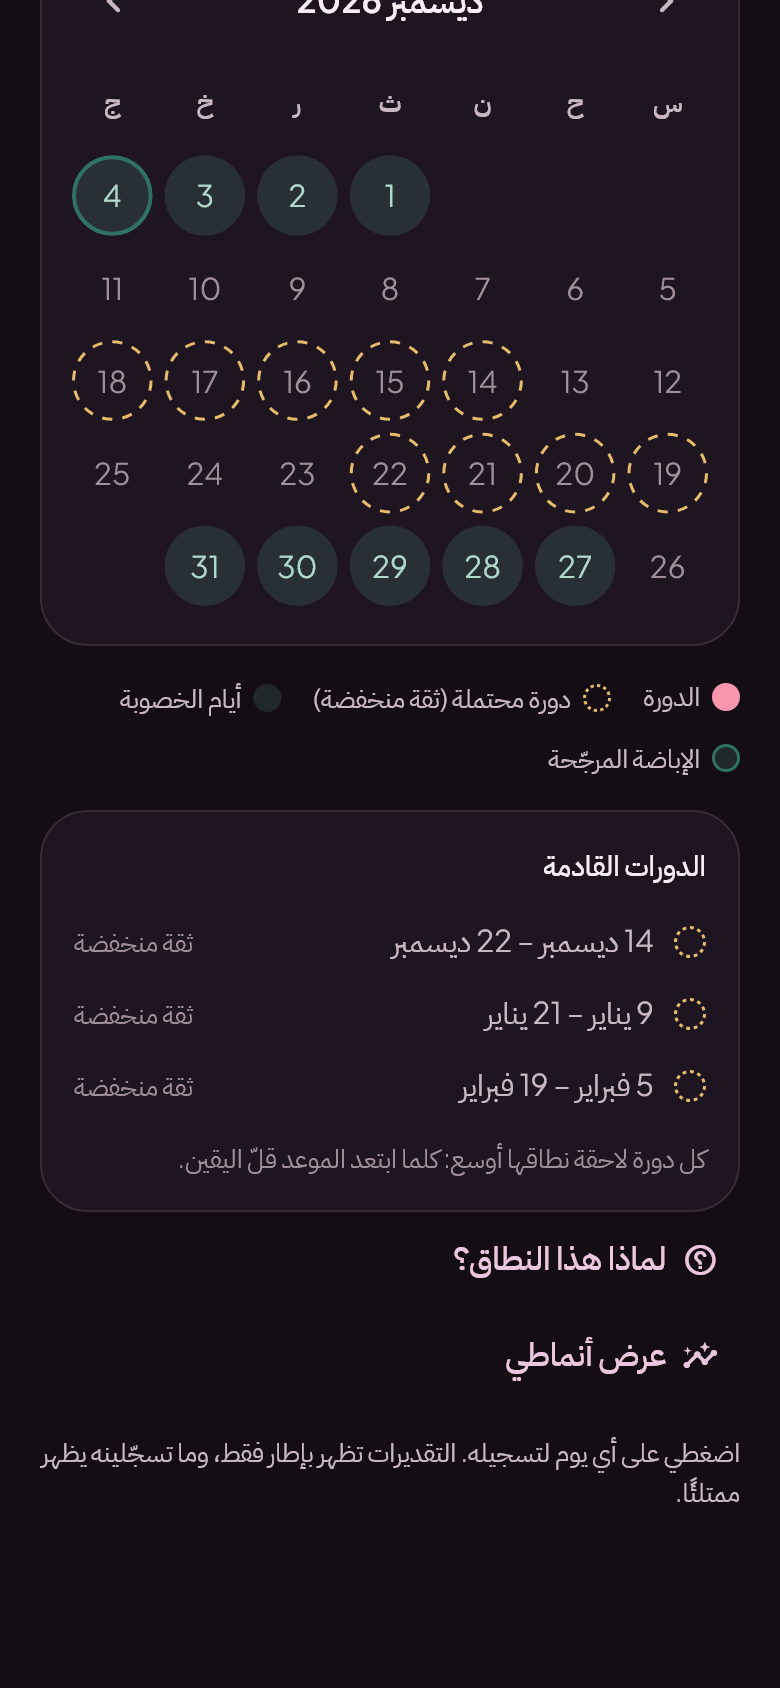 ديسمبر 2026
س ح ن ث ر خ ج
1 2 3 4
5 6 7 8 9 10 11
12 13 14 15 16 17 18
19 20 21 22 23 24 25
26 27 28 29 30 31
الدورة دورة محتملة (ثقة منخفضة) أيام الخصوبة
الإباضة المرجّحة
الدورات القادمة
14 ديسمبر – 22 ديسمبر ثقة منخفضة
9 يناير – 21 يناير ثقة منخفضة
5 فبراير – 19 فبراير ثقة منخفضة
كل دورة لاحقة نطاقها أوسع: كلما ابتعد الموعد قلّ اليقين.
لماذا هذا النطاق؟
عرض أنماطي
اضغطي على أي يوم لتسجيله. التقديرات تظهر بإطار فقط، وما تسجّلينه يظهر
ممتلئًا.